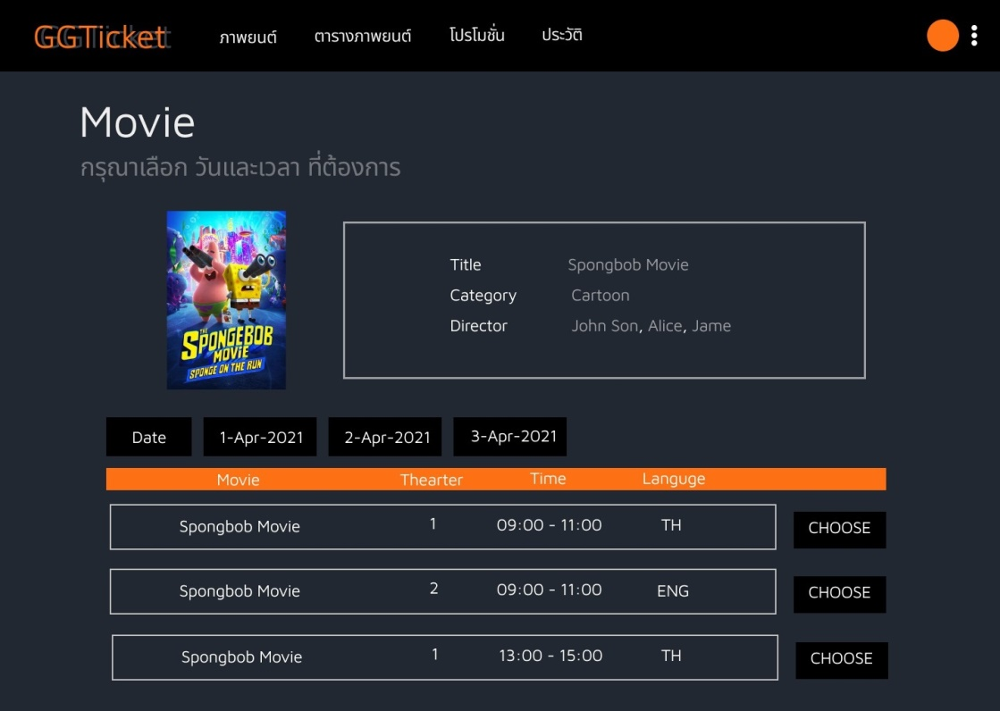 GGTicket ภาพยนต์ ตารางภาพยนต์ โปรโมชั่น ประวัติ
Movie
กรุณาเลือก วันและเวลา ที่ต้องการ
THE
SPONGEBOB
MOVIE
SPONGE ON THE RUN
Title Spongbob Movie
Category Cartoon
Director John Son, Alice, Jame
Date 1-Apr-2021 2-Apr-2021 3-Apr-2021
Movie Thearter Time Languge
Spongbob Movie 1 09:00 - 11:00 TH CHOOSE
Spongbob Movie 2 09:00 - 11:00 ENG CHOOSE
Spongbob Movie 1 13:00 - 15:00 TH CHOOSE